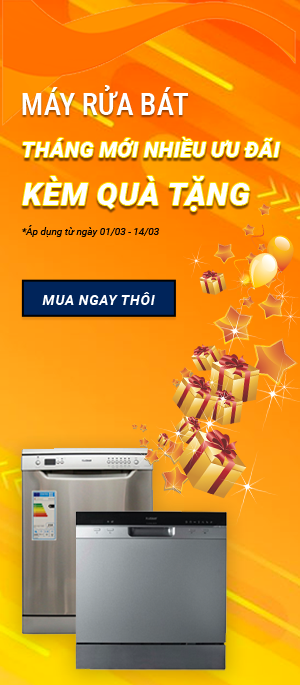 MÁY RỬA BÁT
THÁNG MỚI NHIỀU ƯU ĐÃI
KÈM QUÀ TẶNG
*Áp dụng từ ngày 01/03 - 14/03
MUA NGAY THÔI